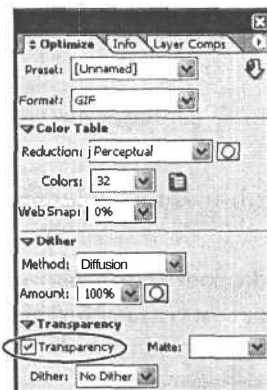 Optimize Info Layer Comps
Preset: [Unnamed]
Format: GIF
Color Table
Reduction: Perceptual
Colors: 32
Web Snap: 0%
Dither
Method: Diffusion
Amount: 100%
Transparency
Transparency Matte:
Dither: No Dither